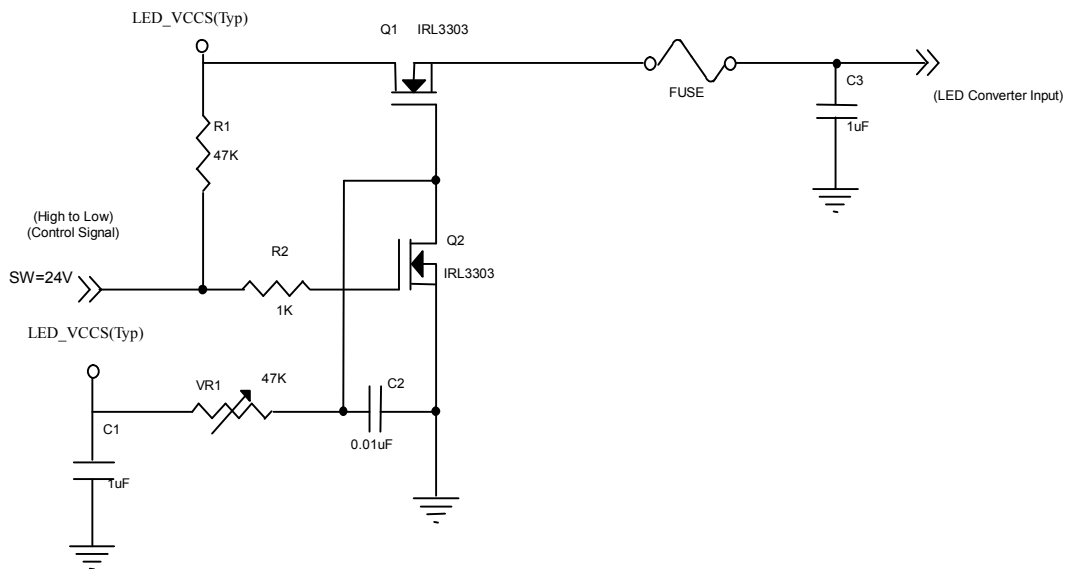 LED_VCCS(Typ)
Q1 IRL3303
FUSE
C3
1uF
(LED Converter Input)
R1
47K
(High to Low)
(Control Signal)
SW=24V
R2
1K
Q2
IRL3303
LED_VCCS(Typ)
VR1
47K
C2
0.01uF
C1
1uF